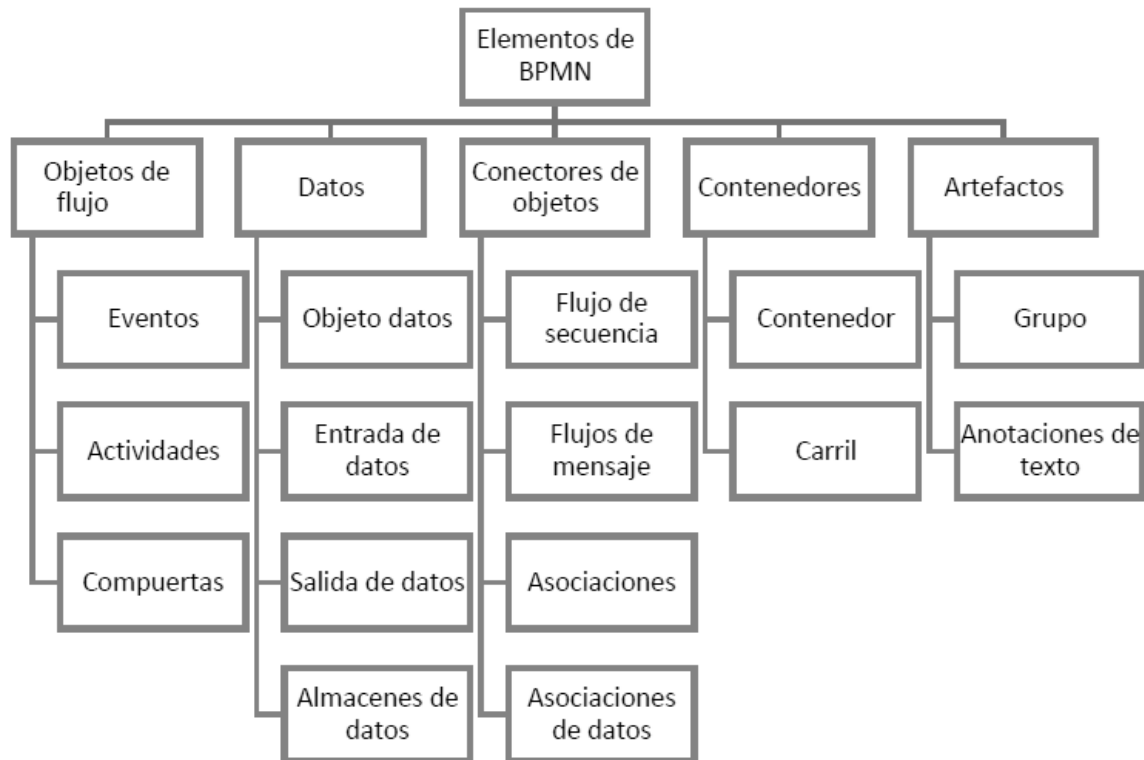 Elementos de
BPMN
Objetos de
flujo
Datos
Conectores de
objetos
Contenedores
Artefactos
Eventos
Objeto datos
Flujo de
secuencia
Contenedor
Grupo
Actividades
Entrada de
datos
Flujos de
mensaje
Carril
Anotaciones de
texto
Compuertas
Salida de datos
Asociaciones
Almacenes de
datos
Asociaciones
de datos